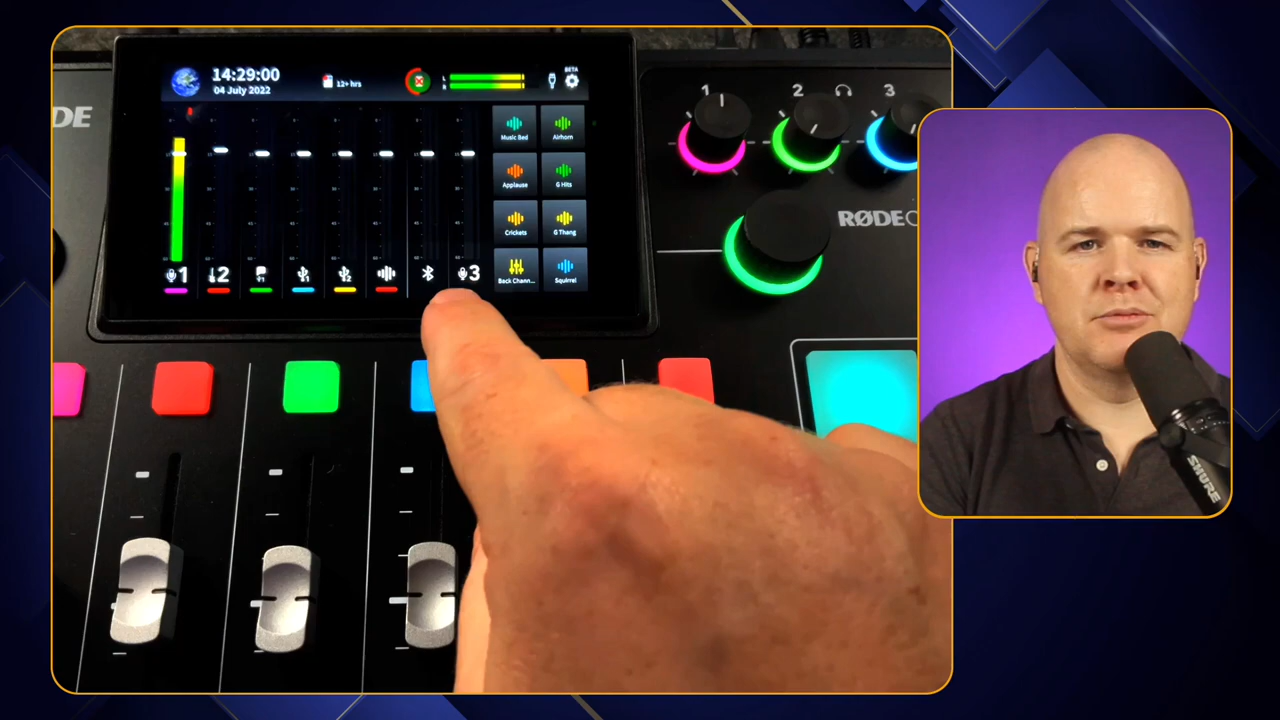 DE
14:29:00
04 July 2022
12+ hrs
L
R
BETA
1 2 3
RØDEC
Music Bed Airhorn
Applause G Hits
Crickets G Thang
Back Chann... Squirrel
1 2 3
SHURE